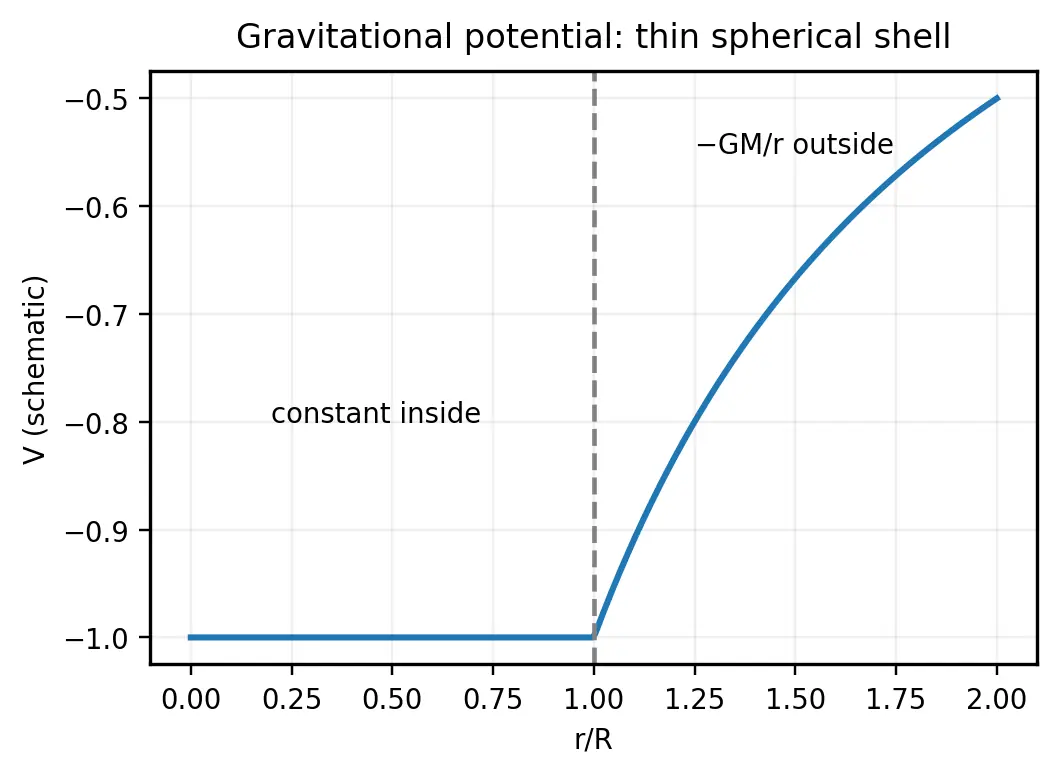 Gravitational potential: thin spherical shell
−0.5
−GM/r outside
−0.6
−0.7
V (schematic)
constant inside
−0.8
−0.9
−1.0
0.00 0.25 0.50 0.75 1.00 1.25 1.50 1.75 2.00
r/R